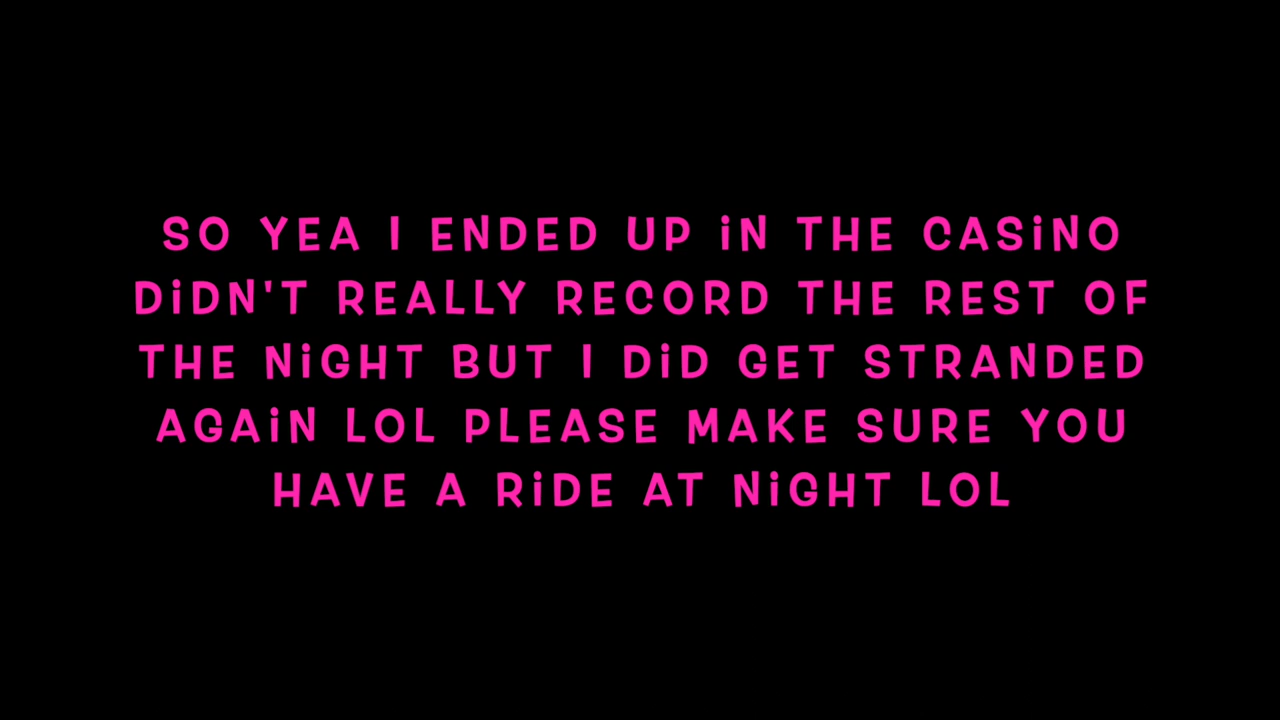 SO YEA I ENDED UP iN THE CASiNO
DiDN'T REALLY RECORD THE REST OF
THE NiGHT BUT I DiD GET STRANDED
AGAiN LOL PLEASE MAKE SURE YOU
HAVE A RiDE AT NiGHT LOL